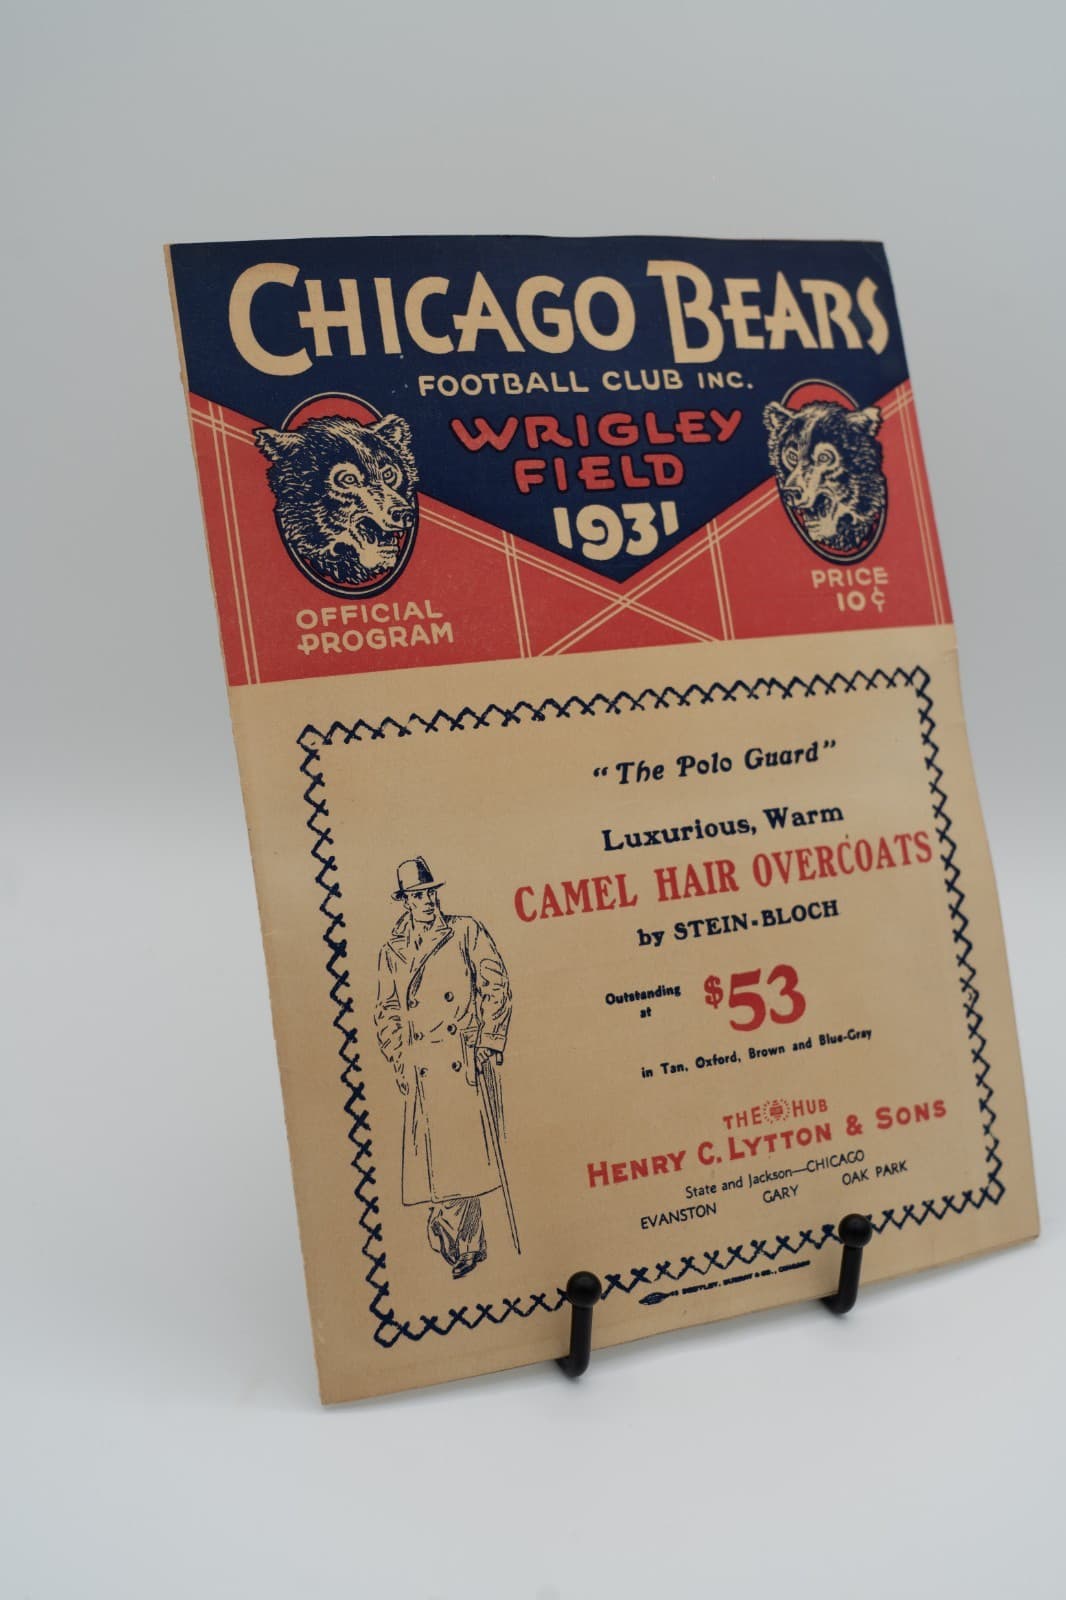 CHICAGO BEARS
FOOTBALL CLUB INC.
WRIGLEY
FIELD
1931
OFFICIAL
PROGRAM
PRICE
10¢
"The Polo Guard"
Luxurious, Warm
CAMEL HAIR OVERCOATS
by STEIN-BLOCH
Outstanding
at
$53
in Tan, Oxford, Brown and Blue-Gray
THE HUB
HENRY C. LYTTON & SONS
State and Jackson—CHICAGO
EVANSTON GARY OAK PARK
CHICAGO